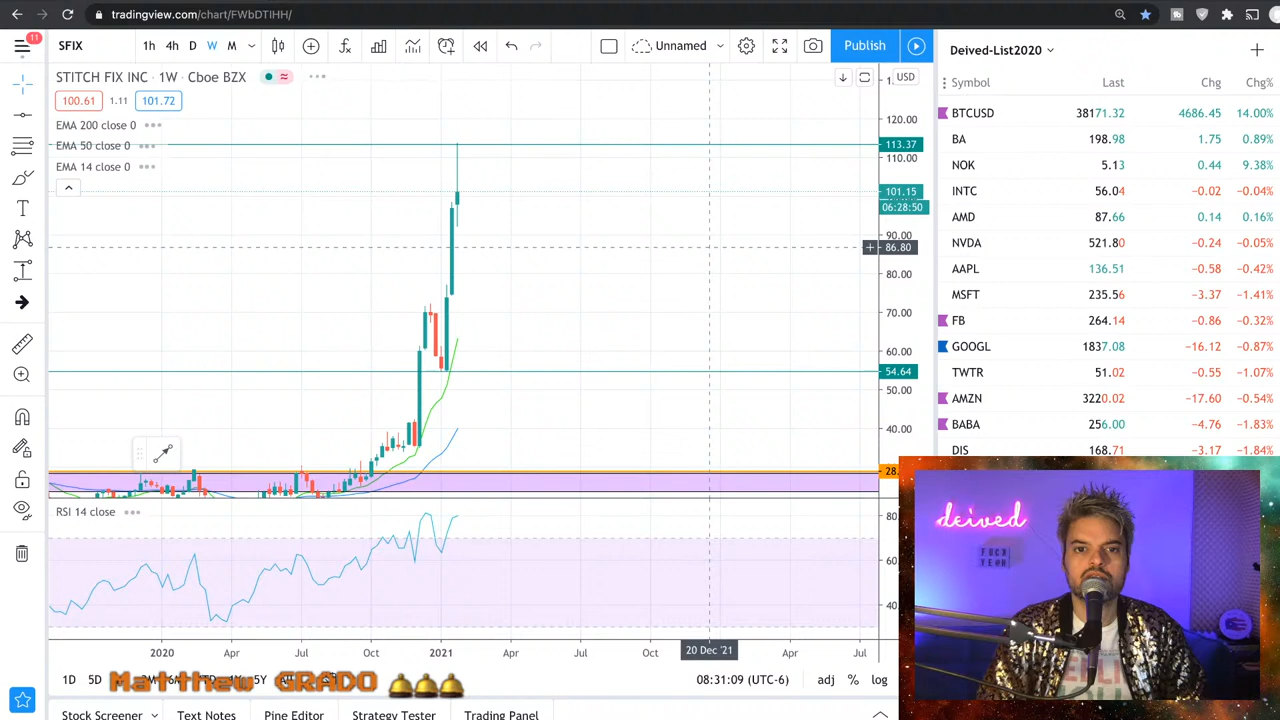 tradingview.com/chart/FWbDTIHH/
11
SFIX
1h 4h D W M
Unnamed
Publish
STITCH FIX INC · 1W · Cboe BZX
100.61 1.11 101.72
EMA 200 close 0
EMA 50 close 0
EMA 14 close 0
USD
120.00
113.37
110.00
101.15
06:28:50
90.00
86.80
80.00
70.00
60.00
54.64
50.00
40.00
28.
RSI 14 close
80
60
40
2020 Apr Jul Oct 2021 Apr Jul Oct 20 Dec '21 Apr Jul
1D 5D
08:31:09 (UTC-6)
adj % log
Matthew GRADO
Stock Screener Text Notes Pine Editor Strategy Tester Trading Panel
Deived-List2020
Symbol Last Chg Chg%
BTCUSD 38171.32 4686.45 14.00%
BA 198.98 1.75 0.89%
NOK 5.13 0.44 9.38%
INTC 56.04 −0.02 −0.04%
AMD 87.66 0.14 0.16%
NVDA 521.80 −0.24 −0.05%
AAPL 136.51 −0.58 −0.42%
MSFT 235.56 −3.37 −1.41%
FB 264.14 −0.86 −0.32%
GOOGL 1837.08 −16.12 −0.87%
TWTR 51.02 −0.55 −1.07%
AMZN 3220.02 −17.60 −0.54%
BABA 256.00 −4.76 −1.83%
DIS 168.71 −3.17 −1.84%
deived
FUCK
YEAH